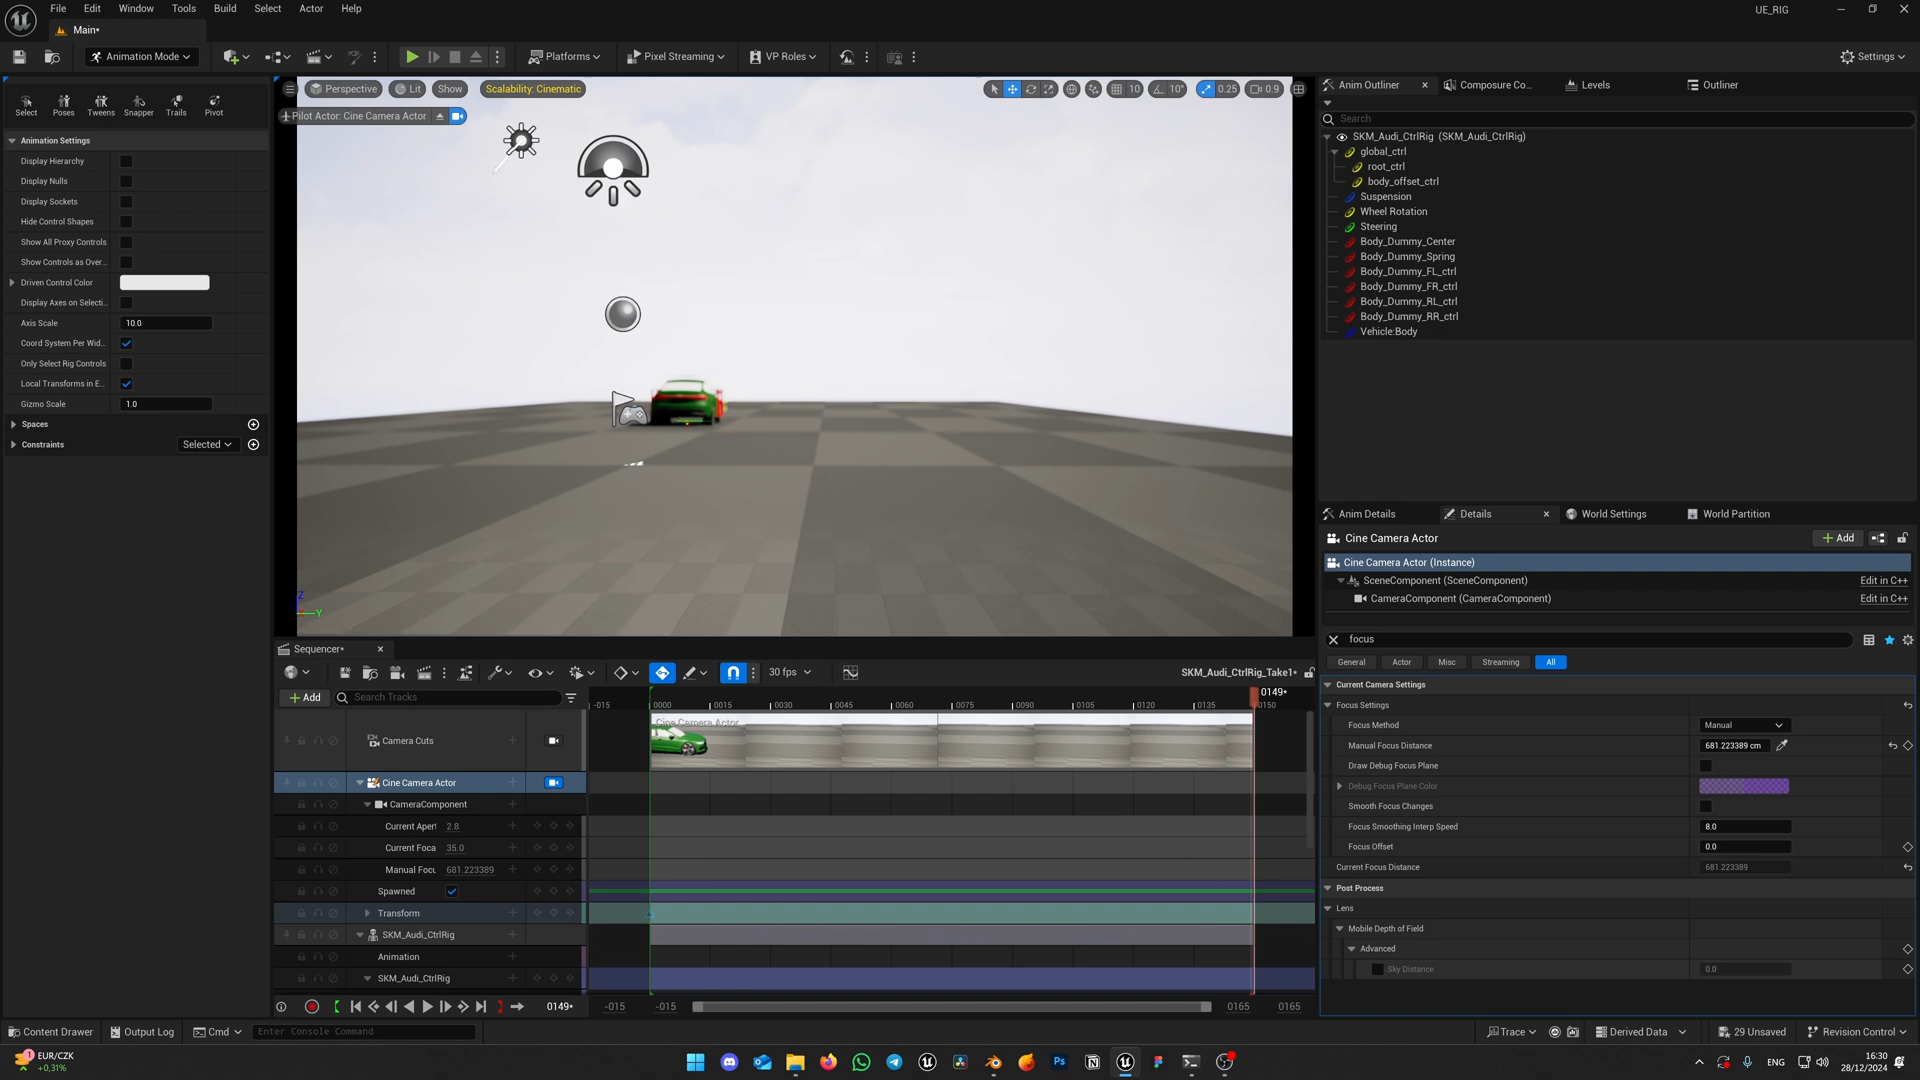 File Edit Window Tools Build Select Actor Help
UE_RIG
Main*
Animation Mode
Platforms
Pixel Streaming
VP Roles
Settings
Select Poses Tweens Snapper Trails Pivot
Animation Settings
Display Hierarchy
Display Nulls
Display Sockets
Hide Control Shapes
Show All Proxy Controls
Show Controls as Over...
Driven Control Color
Display Axes on Selecti...
Axis Scale 10.0
Coord System Per Wid...
Only Select Rig Controls
Local Transforms in E...
Gizmo Scale 1.0
Spaces
Constraints Selected
Perspective Lit Show Scalability: Cinematic
10 10° 0.25 0.9
Pilot Actor: Cine Camera Actor
Z
Y
Anim Outliner Composure Co... Levels Outliner
Search
SKM_Audi_CtrlRig (SKM_Audi_CtrlRig)
global_ctrl
root_ctrl
body_offset_ctrl
Suspension
Wheel Rotation
Steering
Body_Dummy_Center
Body_Dummy_Spring
Body_Dummy_FL_ctrl
Body_Dummy_FR_ctrl
Body_Dummy_RL_ctrl
Body_Dummy_RR_ctrl
Vehicle:Body
Anim Details Details World Settings World Partition
Cine Camera Actor
Add
Cine Camera Actor (Instance)
SceneComponent (SceneComponent) Edit in C++
CameraComponent (CameraComponent) Edit in C++
focus
General Actor Misc Streaming All
Current Camera Settings
Focus Settings
Focus Method Manual
Manual Focus Distance 681.223389 cm
Draw Debug Focus Plane
Debug Focus Plane Color
Smooth Focus Changes
Focus Smoothing Interp Speed 8.0
Focus Offset 0.0
Current Focus Distance 681.223389
Post Process
Lens
Mobile Depth of Field
Advanced
Sky Distance 0.0
Sequencer*
30 fps
SKM_Audi_CtrlRig_Take1*
Add Search Tracks
0149*
-015 0000 0015 0030 0045 0060 0075 0090 0105 0120 0135 0150
Camera Cuts
Cine Camera Actor
Cine Camera Actor
CameraComponent
Current Apert 2.8
Current Foca 35.0
Manual Focu 681.223389
Spawned
Transform
SKM_Audi_CtrlRig
Animation
SKM_Audi_CtrlRig
0149* -015 -015 0165 0165
Content Drawer Output Log Cmd Enter Console Command
Trace Derived Data 29 Unsaved Revision Control
1
EUR/CZK
+0,31%
Ps
ENG
16:30
28/12/2024